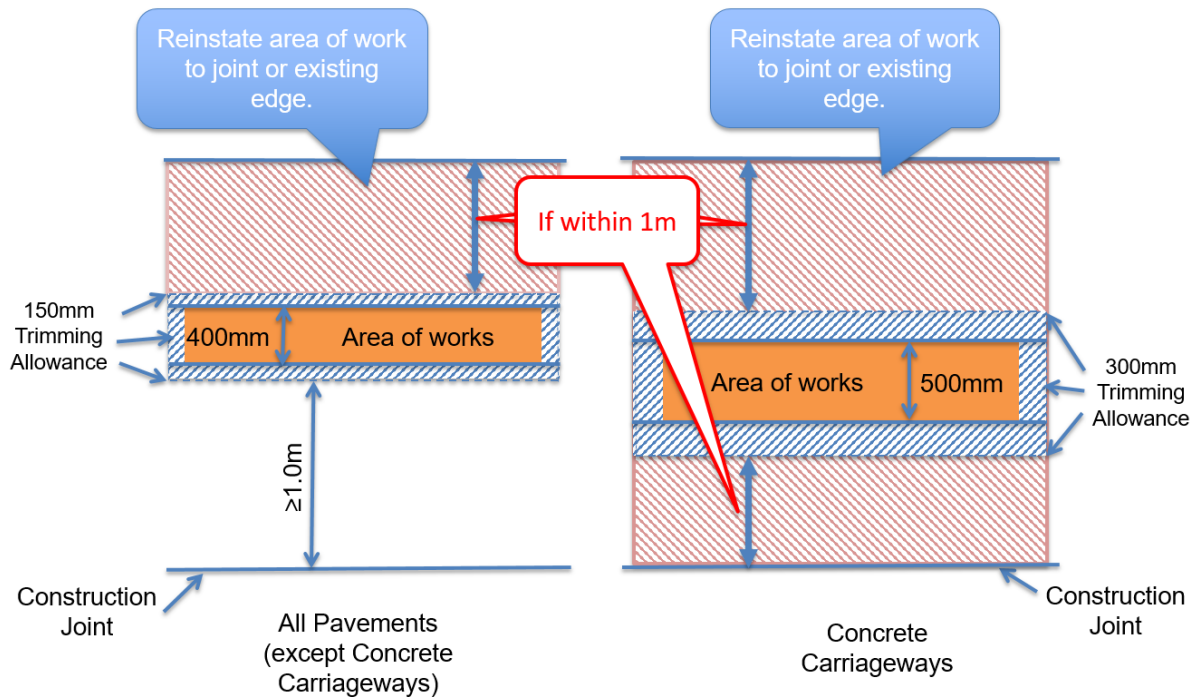 Reinstate area of work
to joint or existing
edge.
Reinstate area of work
to joint or existing
edge.
If within 1m
150mm
Trimming
Allowance
400mm
Area of works
Area of works
500mm
300mm
Trimming
Allowance
≥1.0m
Construction
Joint
All Pavements
(except Concrete
Carriageways)
Concrete
Carriageways
Construction
Joint